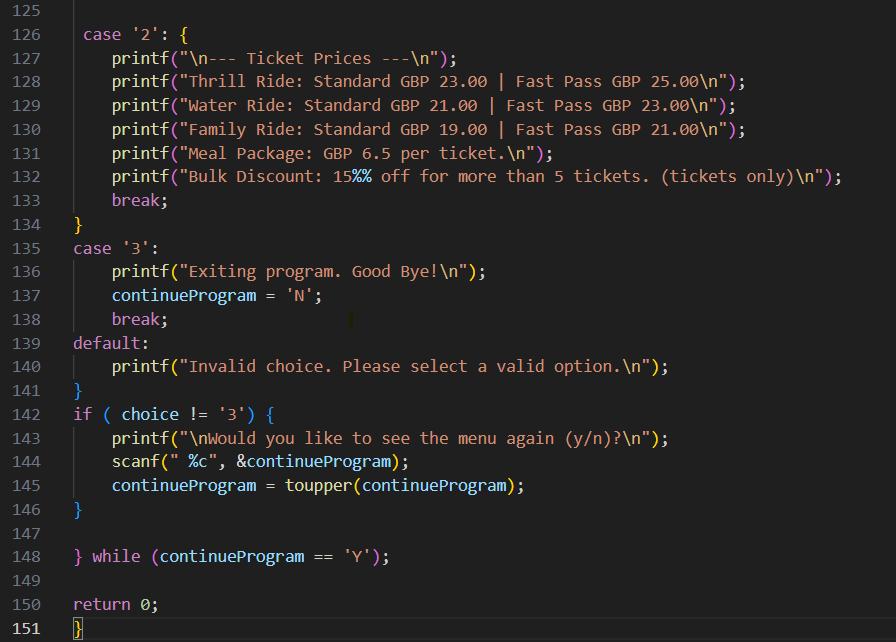 125
126 case '2': {
127 printf("\n--- Ticket Prices ---\n");
128 printf("Thrill Ride: Standard GBP 23.00 | Fast Pass GBP 25.00\n");
129 printf("Water Ride: Standard GBP 21.00 | Fast Pass GBP 23.00\n");
130 printf("Family Ride: Standard GBP 19.00 | Fast Pass GBP 21.00\n");
131 printf("Meal Package: GBP 6.5 per ticket.\n");
132 printf("Bulk Discount: 15%% off for more than 5 tickets. (tickets only)\n");
133 break;
134 }
135 case '3':
136 printf("Exiting program. Good Bye!\n");
137 continueProgram = 'N';
138 break;
139 default:
140 printf("Invalid choice. Please select a valid option.\n");
141 }
142 if ( choice != '3') {
143 printf("\nWould you like to see the menu again (y/n)?\n");
144 scanf(" %c", &continueProgram);
145 continueProgram = toupper(continueProgram);
146 }
147
148 } while (continueProgram == 'Y');
149
150 return 0;
151 }